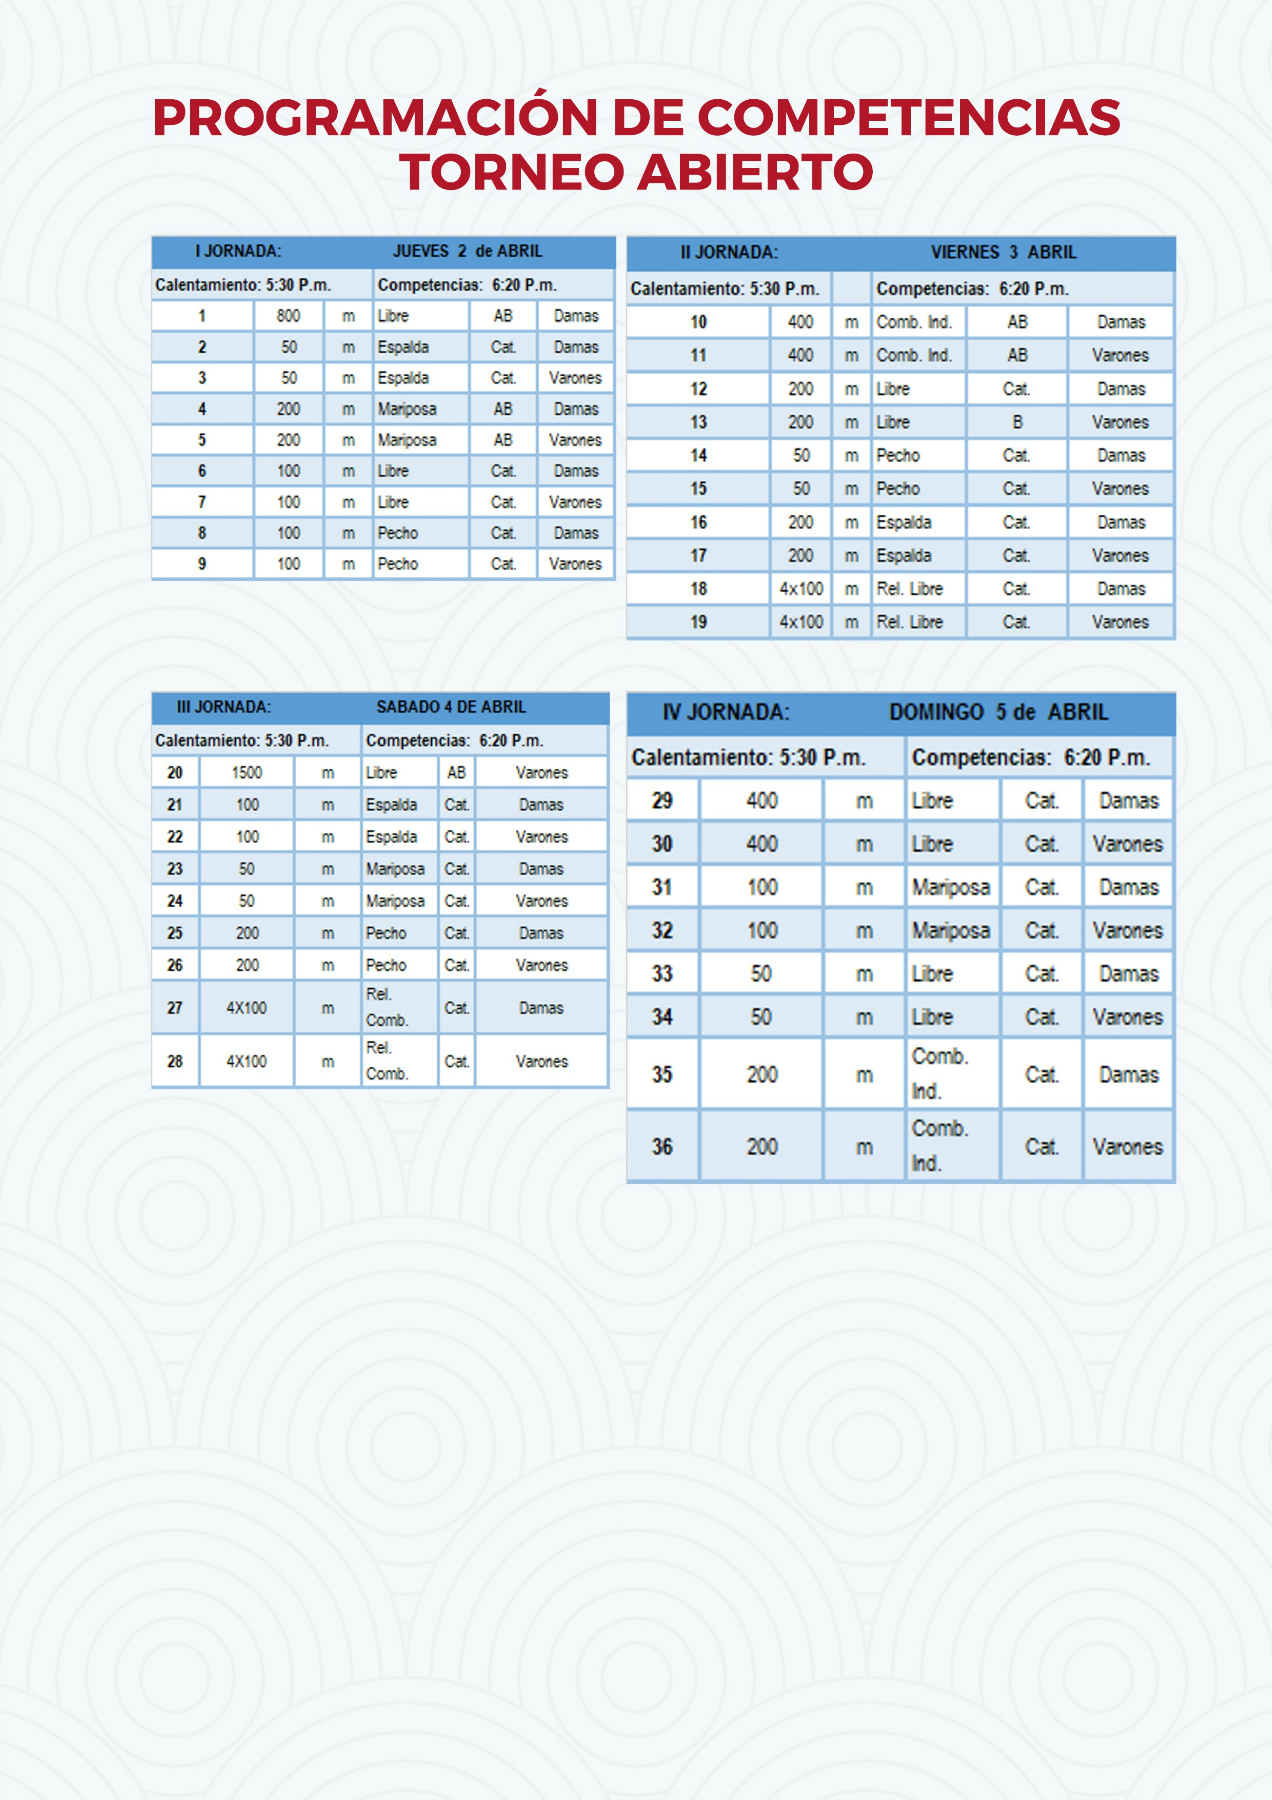 PROGRAMACIÓN DE COMPETENCIAS
TORNEO ABIERTO
I JORNADA: JUEVES 2 de ABRIL
Calentamiento: 5:30 P.m. Competencias: 6:20 P.m.
1 800 m Libre AB Damas
2 50 m Espalda Cat. Damas
3 50 m Espalda Cat. Varones
4 200 m Mariposa AB Damas
5 200 m Mariposa AB Varones
6 100 m Libre Cat. Damas
7 100 m Libre Cat. Varones
8 100 m Pecho Cat. Damas
9 100 m Pecho Cat. Varones
II JORNADA: VIERNES 3 ABRIL
Calentamiento: 5:30 P.m. Competencias: 6:20 P.m.
10 400 m Comb. Ind. AB Damas
11 400 m Comb. Ind. AB Varones
12 200 m Libre Cat. Damas
13 200 m Libre B Varones
14 50 m Pecho Cat. Damas
15 50 m Pecho Cat. Varones
16 200 m Espalda Cat. Damas
17 200 m Espalda Cat. Varones
18 4x100 m Rel. Libre Cat. Damas
19 4x100 m Rel. Libre Cat. Varones
III JORNADA: SABADO 4 DE ABRIL
Calentamiento: 5:30 P.m. Competencias: 6:20 P.m.
20 1500 m Libre AB Varones
21 100 m Espalda Cat. Damas
22 100 m Espalda Cat. Varones
23 50 m Mariposa Cat. Damas
24 50 m Mariposa Cat. Varones
25 200 m Pecho Cat. Damas
26 200 m Pecho Cat. Varones
27 4X100 m Rel. Comb. Cat. Damas
28 4X100 m Rel. Comb. Cat. Varones
IV JORNADA: DOMINGO 5 de ABRIL
Calentamiento: 5:30 P.m. Competencias: 6:20 P.m.
29 400 m Libre Cat. Damas
30 400 m Libre Cat. Varones
31 100 m Mariposa Cat. Damas
32 100 m Mariposa Cat. Varones
33 50 m Libre Cat. Damas
34 50 m Libre Cat. Varones
35 200 m Comb. Ind. Cat. Damas
36 200 m Comb. Ind. Cat. Varones